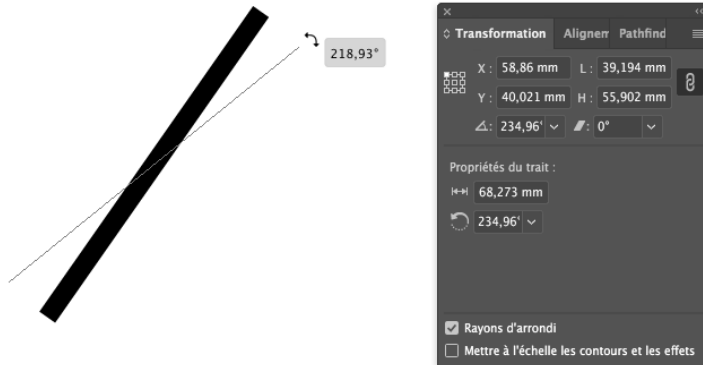 218,93°
Transformation Alignem Pathfind
X : 58,86 mm L : 39,194 mm
Y : 40,021 mm H : 55,902 mm
234,96° : 0°
Propriétés du trait :
68,273 mm
234,96°
Rayons d'arrondi
Mettre à l'échelle les contours et les effets